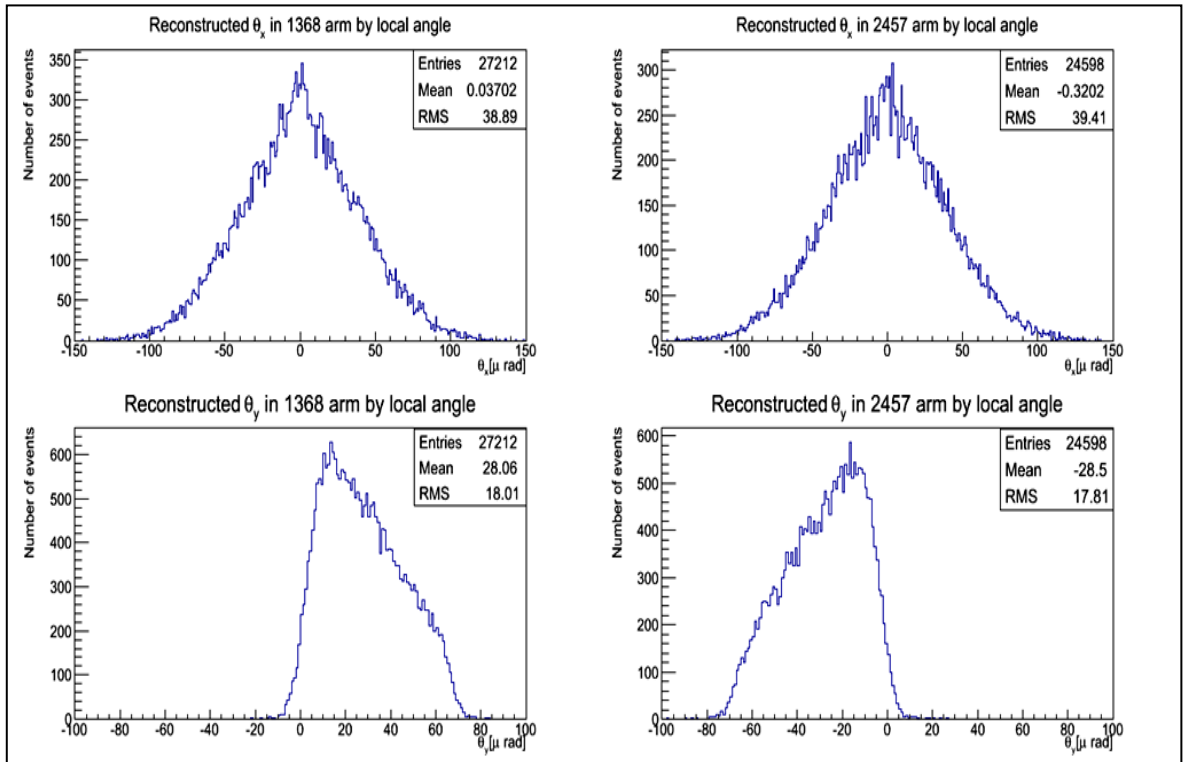 Reconstructed θx in 1368 arm by local angle
Number of events
350
300
250
200
150
100
50
0
-150 -100 -50 0 50 100 150
θx[μ rad]
Entries 27212
Mean 0.03702
RMS 38.89
Reconstructed θx in 2457 arm by local angle
Number of events
300
250
200
150
100
50
0
-150 -100 -50 0 50 100 150
θx[μ rad]
Entries 24598
Mean -0.3202
RMS 39.41
Reconstructed θy in 1368 arm by local angle
Number of events
600
500
400
300
200
100
0
-100 -80 -60 -40 -20 0 20 40 60 80 100
θy[μ rad]
Entries 27212
Mean 28.06
RMS 18.01
Reconstructed θy in 2457 arm by local angle
Number of events
600
500
400
300
200
100
0
-100 -80 -60 -40 -20 0 20 40 60 80 100
θy[μ rad]
Entries 24598
Mean -28.5
RMS 17.81